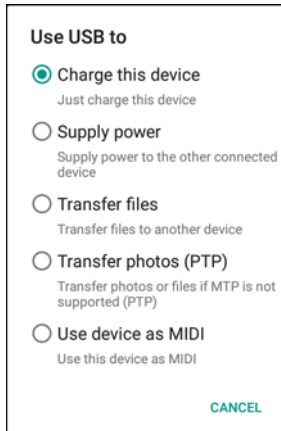 Use USB to
Charge this device
Just charge this device
Supply power
Supply power to the other connected
device
Transfer files
Transfer files to another device
Transfer photos (PTP)
Transfer photos or files if MTP is not
supported (PTP)
Use device as MIDI
Use this device as MIDI
CANCEL